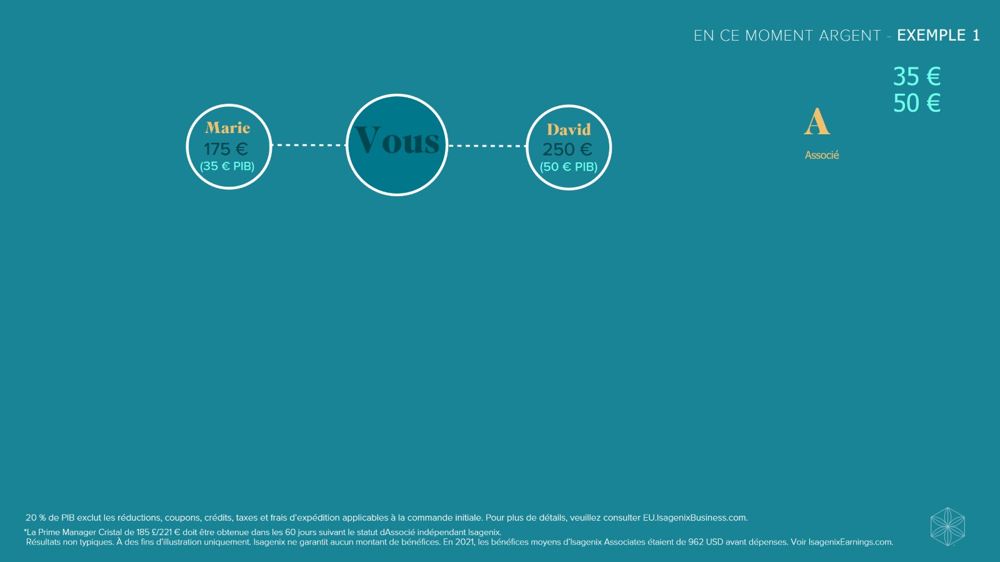 EN CE MOMENT ARGENT - EXEMPLE 1
35 €
50 €
A
Associé
Marie
175 €
(35 € PIB)
Vous
David
250 €
(50 € PIB)
20 % de PIB exclut les réductions, coupons, crédits, taxes et frais d'expédition applicables à la commande initiale. Pour plus de détails, veuillez consulter EU.IsagenixBusiness.com.
*La Prime Manager Cristal de 185 £/221 € doit être obtenue dans les 60 jours suivant le statut dAssocié indépendant Isagenix.
Résultats non typiques. À des fins d'illustration uniquement. Isagenix ne garantit aucun montant de bénéfices. En 2021, les bénéfices moyens d'Isagenix Associates étaient de 962 USD avant dépenses. Voir IsagenixEarnings.com.